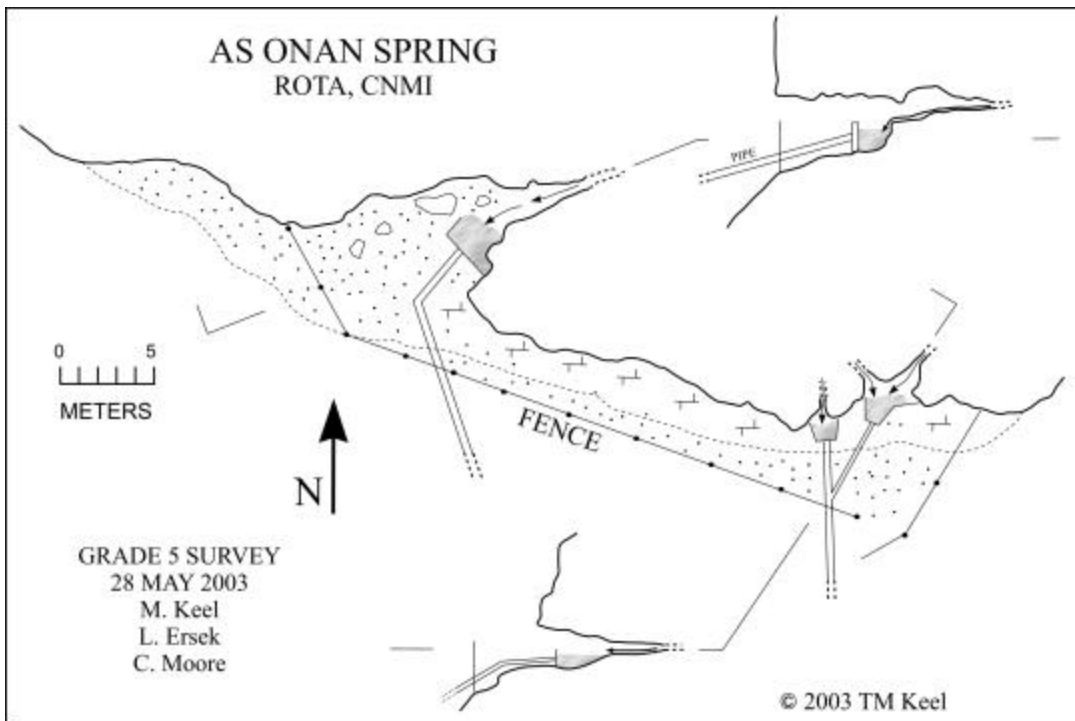 AS ONAN SPRING
ROTA, CNMI
PIPE
0 5
METERS
FENCE
N
GRADE 5 SURVEY
28 MAY 2003
M. Keel
L. Ersek
C. Moore
© 2003 TM Keel